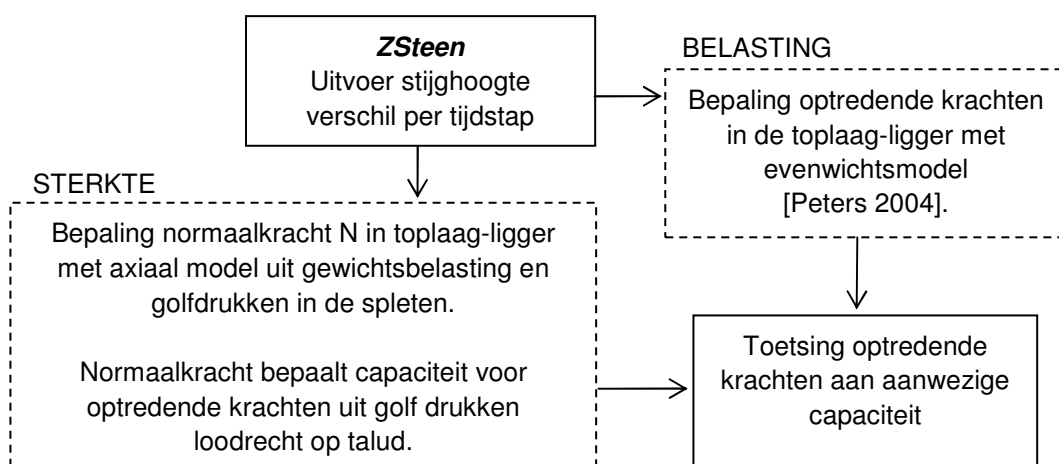 ZSteen
Uitvoer stijghoogte
verschil per tijdstap
BELASTING
Bepaling optredende krachten
in de toplaag-ligger met
evenwichtsmodel
[Peters 2004].
STERKTE
Bepaling normaalkracht N in toplaag-ligger
met axiaal model uit gewichtsbelasting en
golfdrukken in de spleten.
Normaalkracht bepaalt capaciteit voor
optredende krachten uit golf drukken
loodrecht op talud.
Toetsing optredende
krachten aan aanwezige
capaciteit